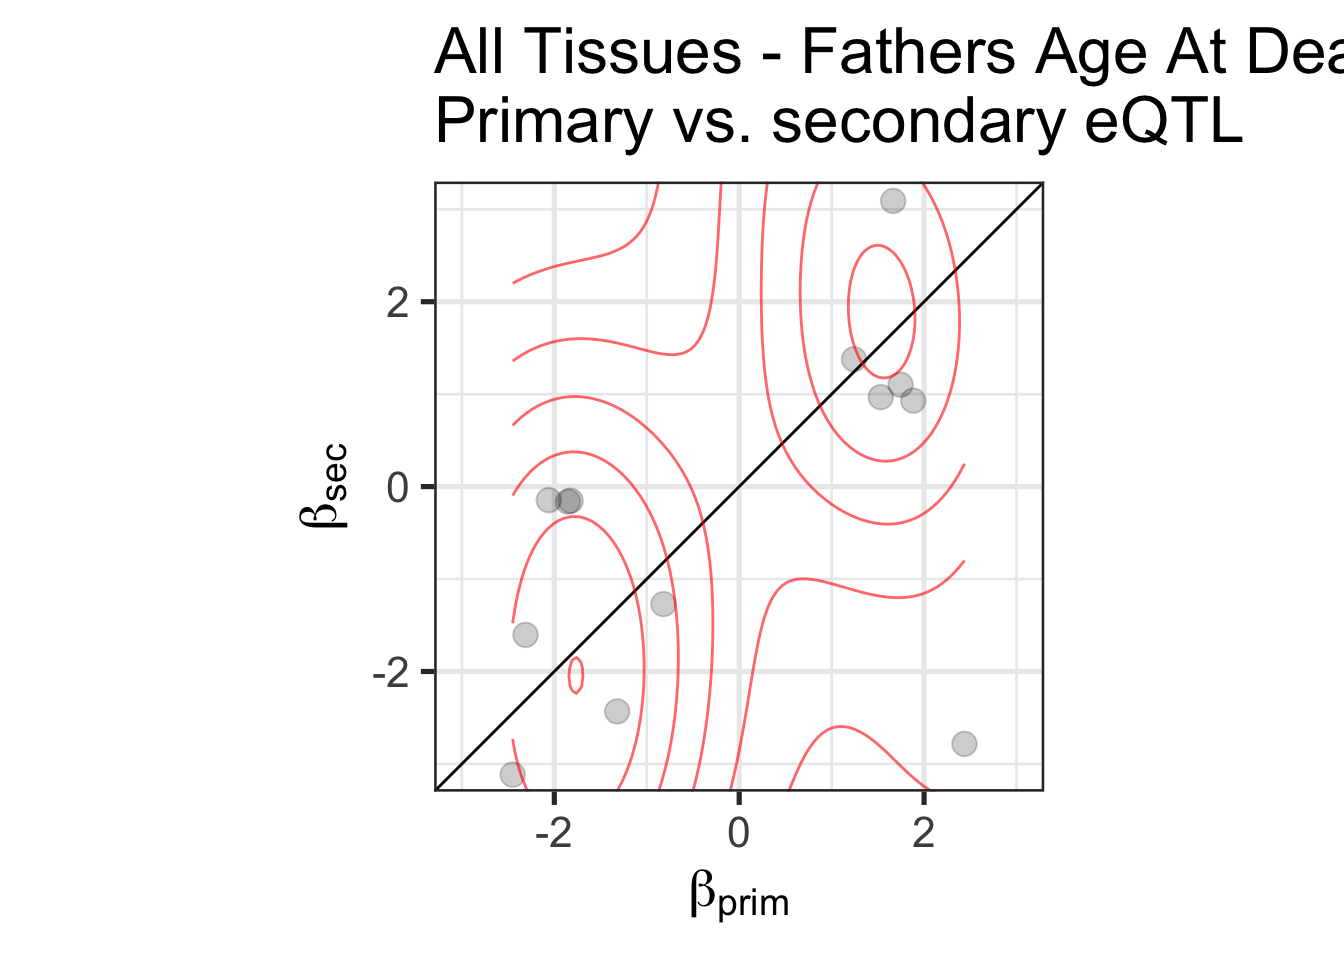 All Tissues - Fathers Age At Dea
Primary vs. secondary eQTL
2
0
-2
βsec
-2 0 2
βprim